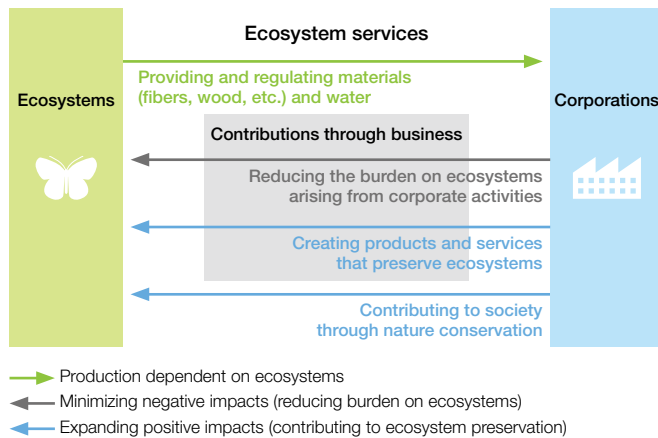 Ecosystem services
Providing and regulating materials
(fibers, wood, etc.) and water
Ecosystems
Corporations
Contributions through business
Reducing the burden on ecosystems
arising from corporate activities
Creating products and services
that preserve ecosystems
Contributing to society
through nature conservation
Production dependent on ecosystems
Minimizing negative impacts (reducing burden on ecosystems)
Expanding positive impacts (contributing to ecosystem preservation)